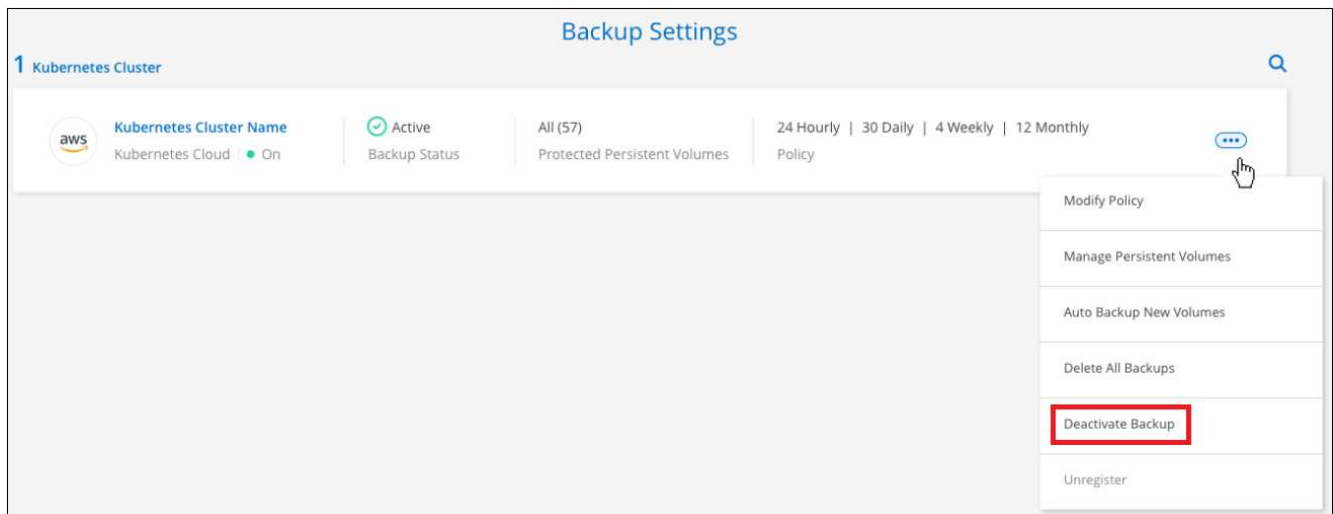 Backup Settings
1 Kubernetes Cluster
aws
Kubernetes Cluster Name
Kubernetes Cloud | On
Active
Backup Status
All (57)
Protected Persistent Volumes
24 Hourly | 30 Daily | 4 Weekly | 12 Monthly
Policy
Modify Policy
Manage Persistent Volumes
Auto Backup New Volumes
Delete All Backups
Deactivate Backup
Unregister